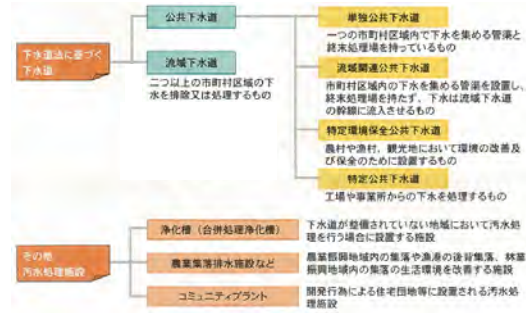 下水道法に基づく
下水道
公共下水道
流域下水道
二つ以上の市町村区域の下
水を排除又は処理するもの
単独公共下水道
一つの市町村区域内で下水を集める管渠と
終末処理場を持っているもの
流域関連公共下水道
市町村区域内の下水を集める管渠を設置し、
終末処理場を持たず、下水は流域下水道
の幹線に流入させるもの
特定環境保全公共下水道
農村や漁村、観光地において環境の改善及
び保全のために設置するもの
特定公共下水道
工場や事業所からの下水を処理するもの
その他
汚水処理施設
浄化槽（合併処理浄化槽）
下水道が整備されていない地域において汚水処
理を行う場合に設置する施設
農業集落排水施設など
農業振興地域内の集落や漁港の後背集落、林業
振興地域内の集落の生活環境を改善する施設
コミュニティプラント
開発行為による住宅団地等に設置される汚水処
理施設